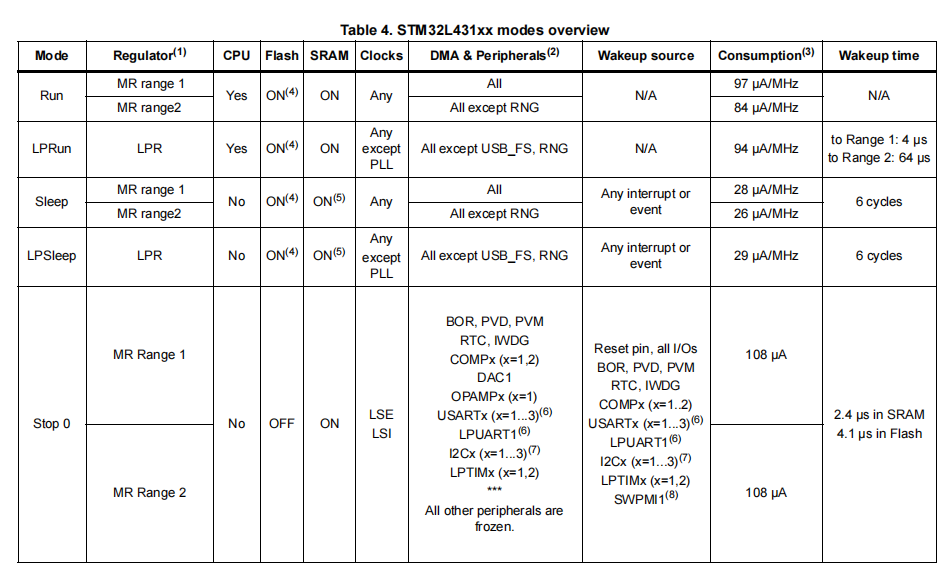 Table 4. STM32L431xx modes overview
Mode Regulator(1) CPU Flash SRAM Clocks DMA & Peripherals(2) Wakeup source Consumption(3) Wakeup time
Run MR range 1 Yes ON(4) ON Any All N/A 97 µA/MHz N/A
MR range2 All except RNG 84 µA/MHz
LPRun LPR Yes ON(4) ON Any except PLL All except USB_FS, RNG N/A 94 µA/MHz to Range 1: 4 µs
to Range 2: 64 µs
Sleep MR range 1 No ON(4) ON(5) Any All Any interrupt or event 28 µA/MHz 6 cycles
MR range2 All except RNG 26 µA/MHz
LPSleep LPR No ON(4) ON(5) Any except PLL All except USB_FS, RNG Any interrupt or event 29 µA/MHz 6 cycles
Stop 0
MR Range 1
MR Range 2
No
OFF
ON
LSE
LSI
BOR, PVD, PVM
RTC, IWDG
COMPx (x=1,2)
DAC1
OPAMPx (x=1)
USARTx (x=1...3)(6)
LPUART1(6)
I2Cx (x=1...3)(7)
LPTIMx (x=1,2)
***
All other peripherals are
frozen.
Reset pin, all I/Os
BOR, PVD, PVM
RTC, IWDG
COMPx (x=1..2)
USARTx (x=1...3)(6)
LPUART1(6)
I2Cx (x=1...3)(7)
LPTIMx (x=1,2)
SWPMI1(8)
108 µA
108 µA
2.4 µs in SRAM
4.1 µs in Flash